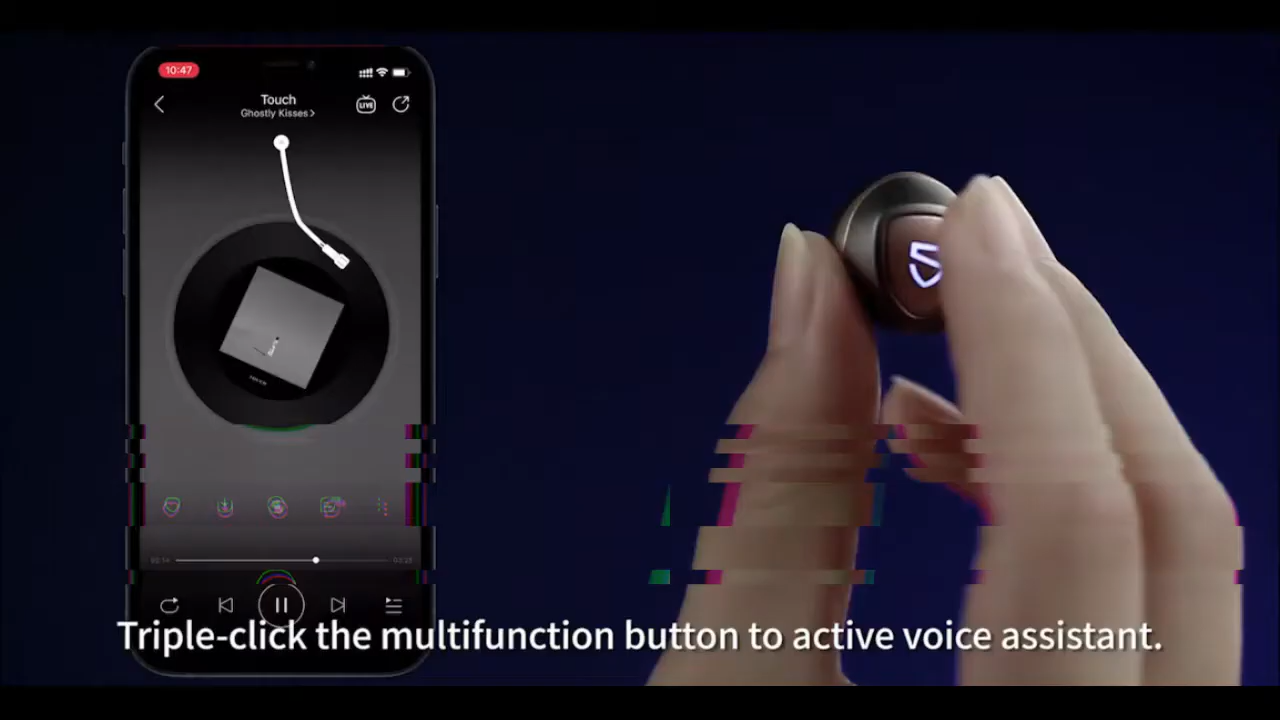 10:47
Touch
Ghostly Kisses
LIVE
Triple-click the multifunction button to active voice assistant.